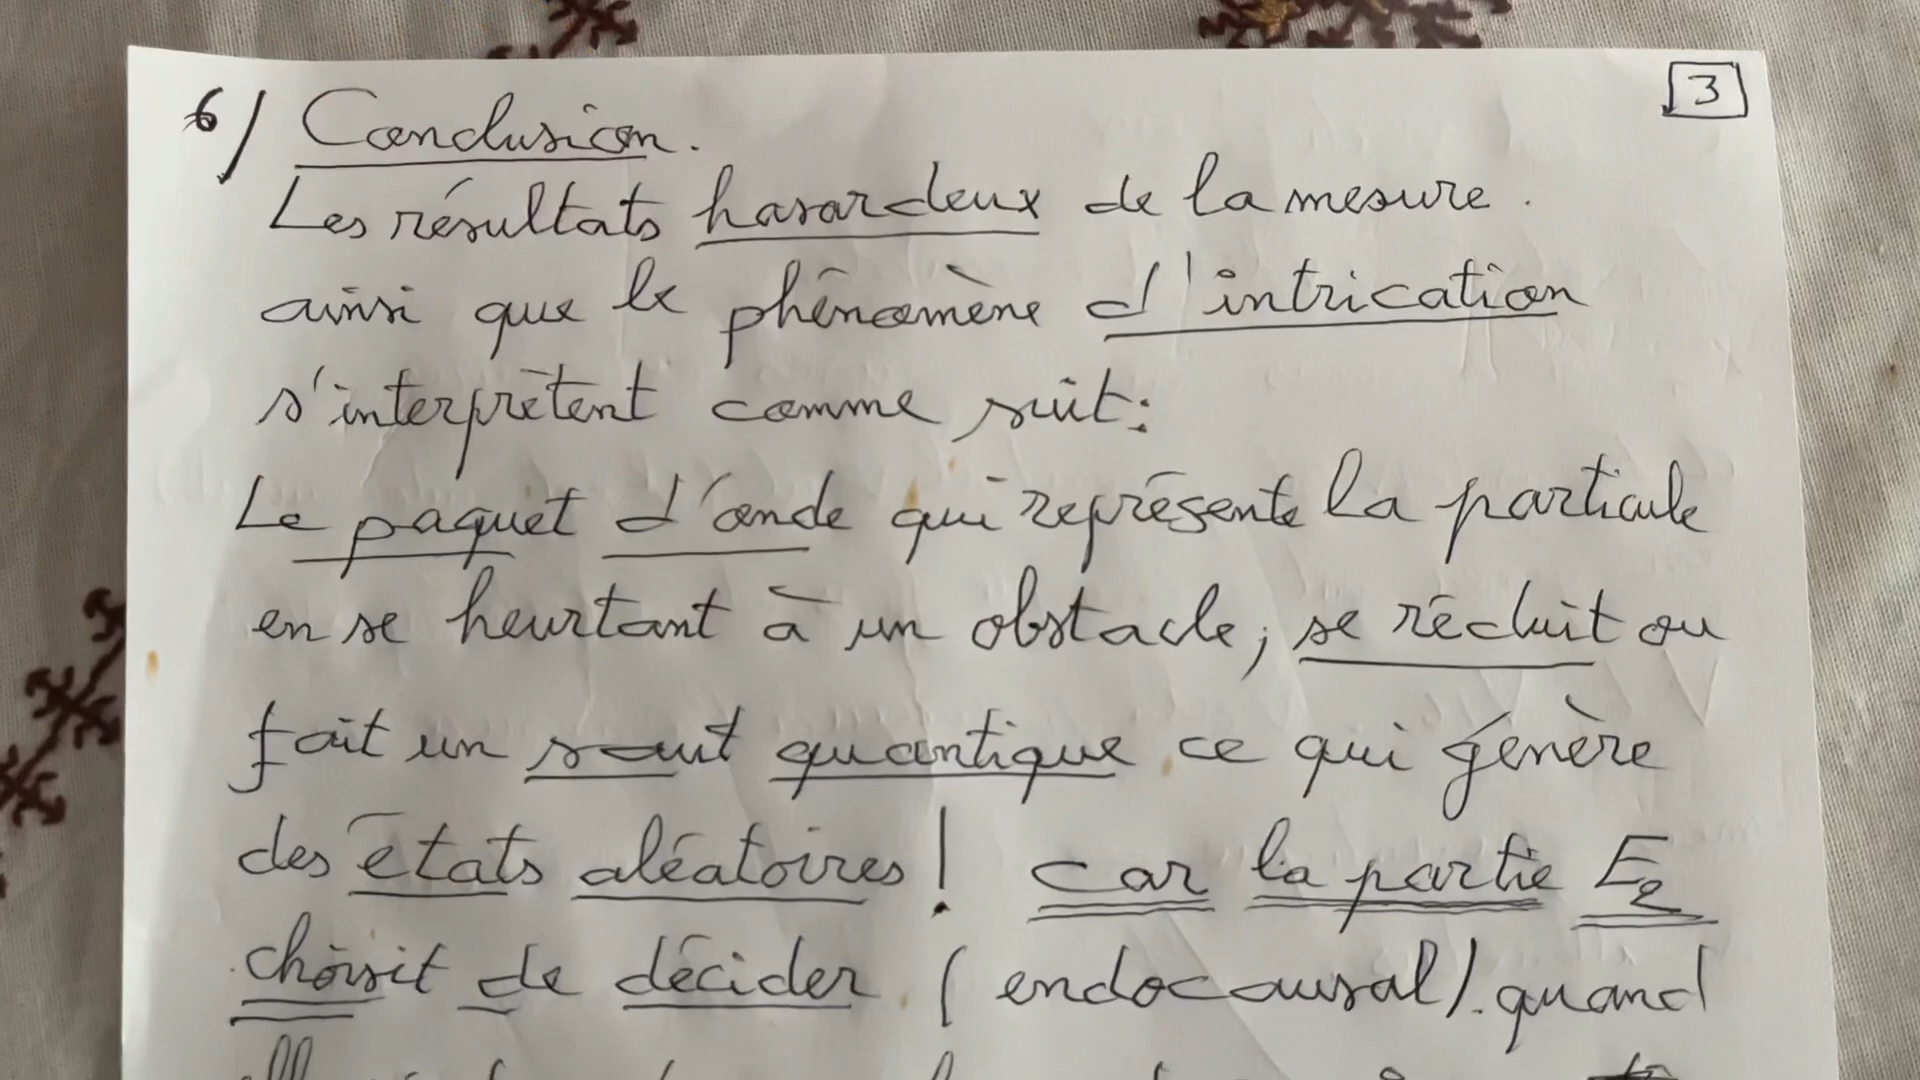 3
6/ Conclusion.
Les résultats hasardeux de la mesure.
ainsi que le phénomène d'intrication
s'interprètent comme suit:
Le paquet d'onde qui représente la particule
en se heurtant à un obstacle, se réduit ou
fait un saut quantique ce qui génère
des états aléatoires! car la partie E2
choisit de décider (endocausal). quand